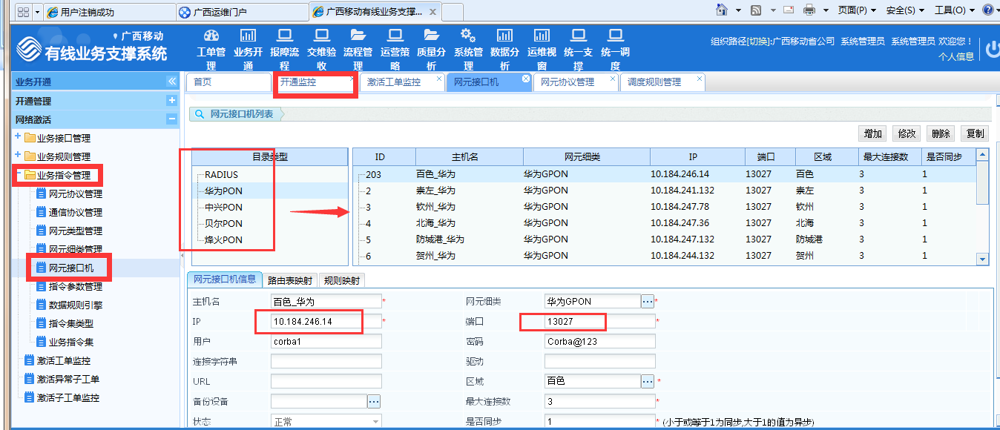 用户注销成功 广西运维门户 广西移动有线业务支撑... 页面(P) 安全(S) 工具(O)
广西移动
有线业务支撑系统
工单管理 业务开通 报障流程 交维验收 流程管理 运营策略 质量分析 系统管理 数据分析 运维视窗 统一支撑 统一调度
组织路径[切换]:广西移动省公司 系统管理员 系统管理员 欢迎您！
个人信息
业务开通
开通管理
网络激活
业务接口管理
业务规则管理
业务指令管理
网元协议管理
通信协议管理
网元类型管理
网元细类管理
网元接口机
指令参数管理
数据规则引擎
指令集类型
业务指令集
激活工单监控
激活异常子工单
激活子工单监控
首页 开通监控 激活工单监控 网元接口机 网元协议管理 调度规则管理
网元接口机列表
增加 修改 删除 复制
目录类型
RADIUS
华为PON
中兴PON
贝尔PON
烽火PON
ID 主机名 网元细类 IP 端口 区域 最大连接数 是否同步
203 百色_华为 华为GPON 10.184.246.14 13027 百色 3 1
2 崇左_华为 华为GPON 10.184.241.132 13027 崇左 3 1
3 钦州_华为 华为GPON 10.184.247.78 13027 钦州 3 1
4 北海_华为 华为GPON 10.184.247.36 13027 北海 3 1
5 防城港_华为 华为GPON 10.184.247.132 13027 防城港 3 1
6 贺州_华为 华为GPON 10.184.244.132 13027 贺州 3 1
网元接口机信息 路由表映射 规则映射
主机名 百色_华为 * 网元细类 华为GPON ... *
IP 10.184.246.14 * 端口 13027 *
用户 corba1 密码 Corba@123
连接字符串 驱动
URL 区域 百色 ... *
备份设备 ... 最大连接数 3 *
状态 正常 是否同步 1 * (小于或等于1为同步,大于1的值为异步)